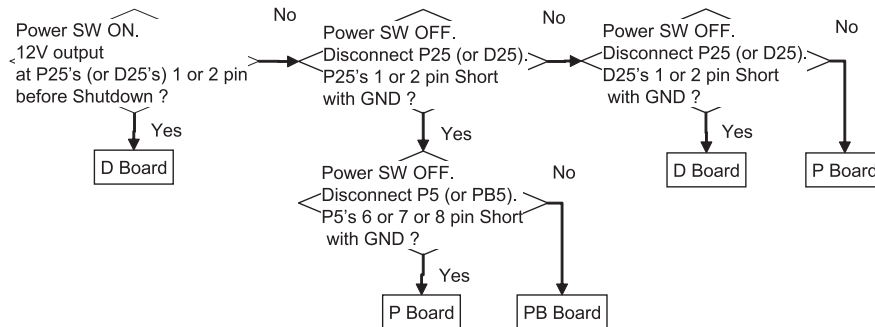 No
No
No
Power SW ON.
12V output
at P25's (or D25's) 1 or 2 pin
before Shutdown ?
Power SW OFF.
Disconnect P25 (or D25).
P25's 1 or 2 pin Short
with GND ?
Power SW OFF.
Disconnect P25 (or D25).
D25's 1 or 2 pin Short
with GND ?
Yes
Yes
Yes
D Board
D Board
P Board
Power SW OFF.
Disconnect P5 (or PB5).
P5's 6 or 7 or 8 pin Short
with GND ?
No
Yes
P Board
PB Board